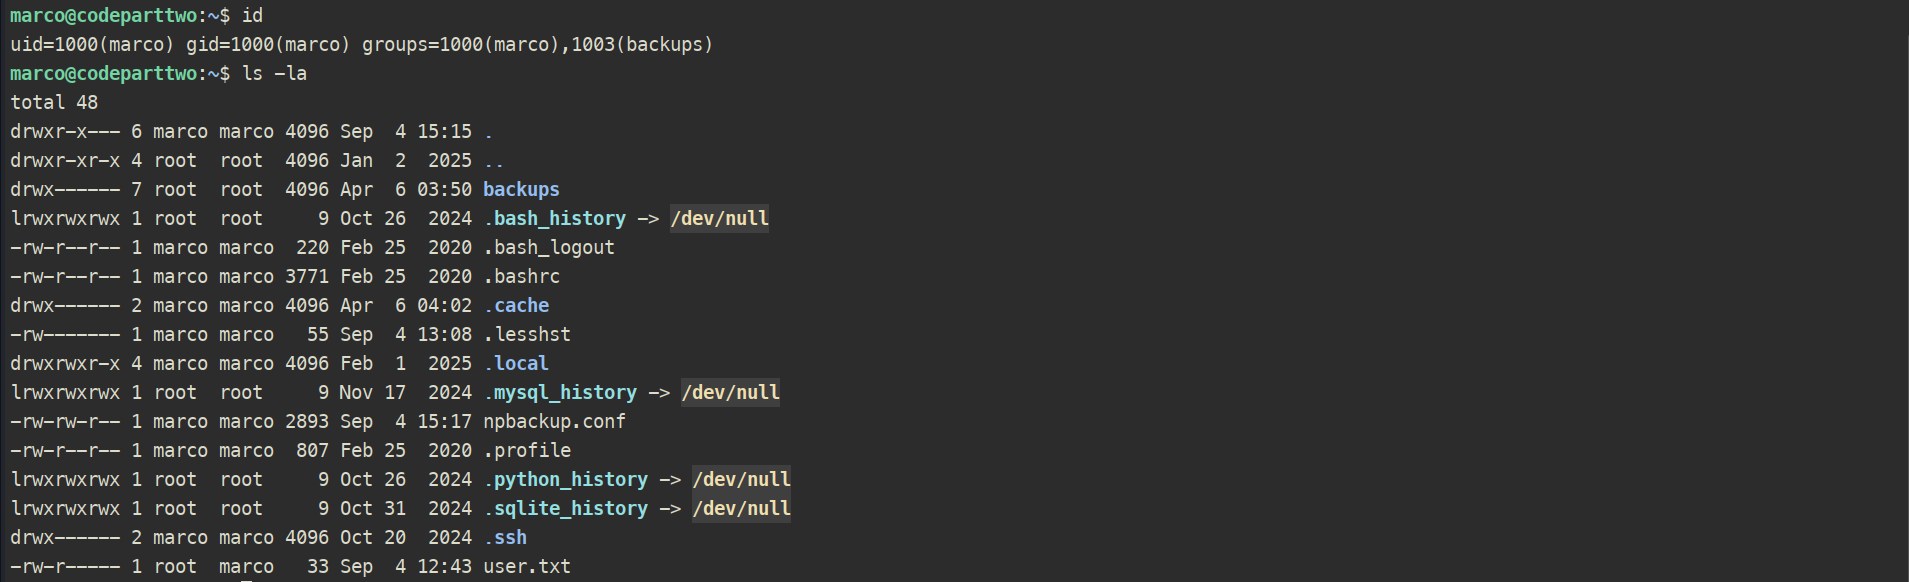 marco@codeparttwo:~$ id
uid=1000(marco) gid=1000(marco) groups=1000(marco),1003(backups)
marco@codeparttwo:~$ ls -la
total 48
drwxr-x--- 6 marco marco 4096 Sep  4 15:15 .
drwxr-xr-x 4 root  root  4096 Jan  2  2025 ..
drwx------ 7 root  root  4096 Apr  6 03:50 backups
lrwxrwxrwx 1 root  root     9 Oct 26  2024 .bash_history -> /dev/null
-rw-r--r-- 1 marco marco  220 Feb 25  2020 .bash_logout
-rw-r--r-- 1 marco marco 3771 Feb 25  2020 .bashrc
drwx------ 2 marco marco 4096 Apr  6 04:02 .cache
-rw------- 1 marco marco   55 Sep  4 13:08 .lesshst
drwxrwxr-x 4 marco marco 4096 Feb  1  2025 .local
lrwxrwxrwx 1 root  root     9 Nov 17  2024 .mysql_history -> /dev/null
-rw-rw-r-- 1 marco marco 2893 Sep  4 15:17 npbackup.conf
-rw-r--r-- 1 marco marco  807 Feb 25  2020 .profile
lrwxrwxrwx 1 root  root     9 Oct 26  2024 .python_history -> /dev/null
lrwxrwxrwx 1 root  root     9 Oct 31  2024 .sqlite_history -> /dev/null
drwx------ 2 marco marco 4096 Oct 20  2024 .ssh
-rw-r----- 1 root  marco   33 Sep  4 12:43 user.txt